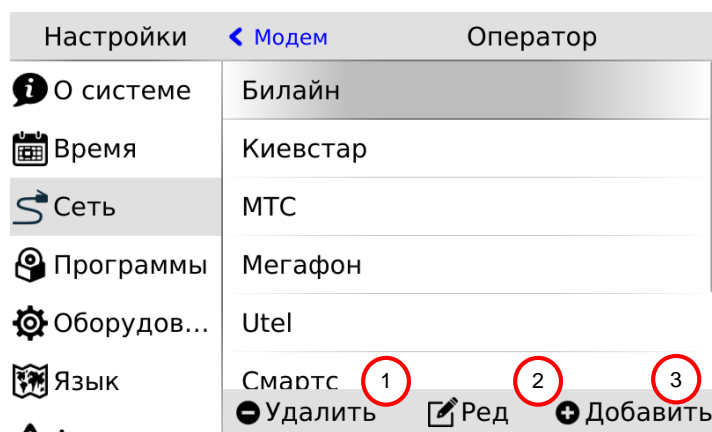 Настройки
Модем
Оператор
О системе
Время
Сеть
Программы
Оборудов...
Язык
Билайн
Киевстар
МТС
Мегафон
Utel
Смартс
1
2
3
Удалить
Ред
Добавить